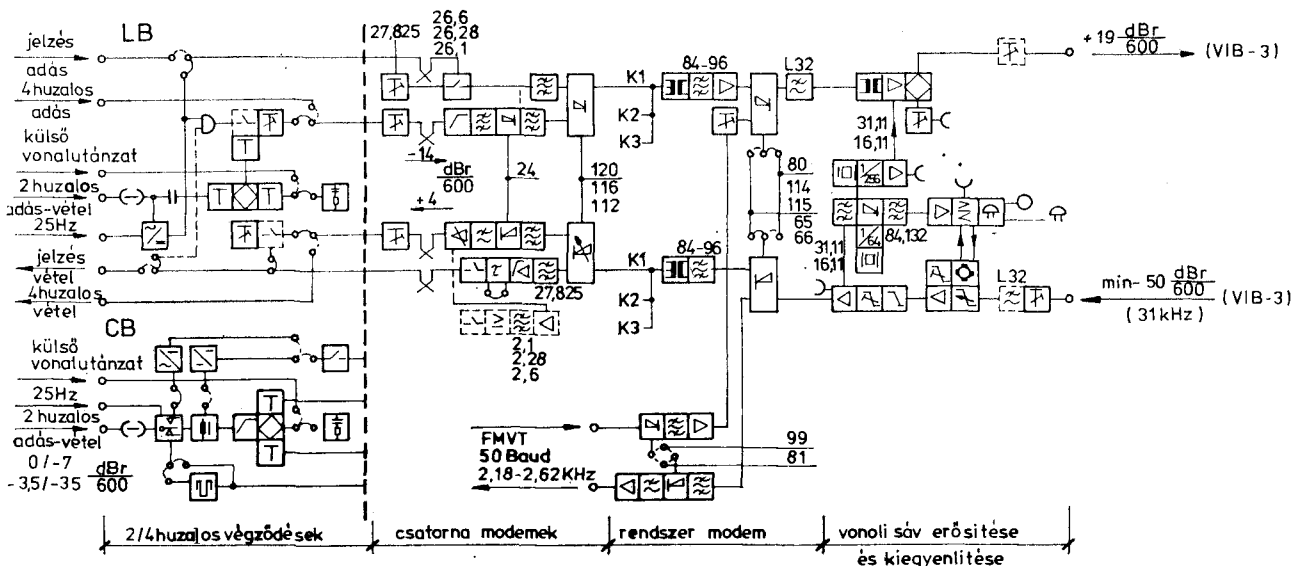 LB
jelzés
adás
4huzalos
adás
külső
vonalutánzat
2huzalos
adás-vétel
25Hz
jelzés
vétel
4huzalos
vétel
CB
külső
vonalutánzat
25Hz
2huzalos
adás-vétel
0/-7
-3,5/-35 dBr/600
27,825
26,6
26,28
26,1
-14
dBr/600
+4
24
120
116
112
27,825
2,1
2,28
2,6
K1
K2
K3
K1
K2
K3
84-96
84-96
L32
80
114
115
65
66
FMVT
50Baud
2,18-2,62KHz
99
81
31,11
16,11
1/256
1/64
84,132
31,11
16,11
L32
+19 dBr/600
(VIB-3)
min-50 dBr/600
(VIB-3)
(31kHz)
2/4huzalos végződések
csatorna modemek
rendszer modem
vonoli sáv erősitése
és kiegyenlitése